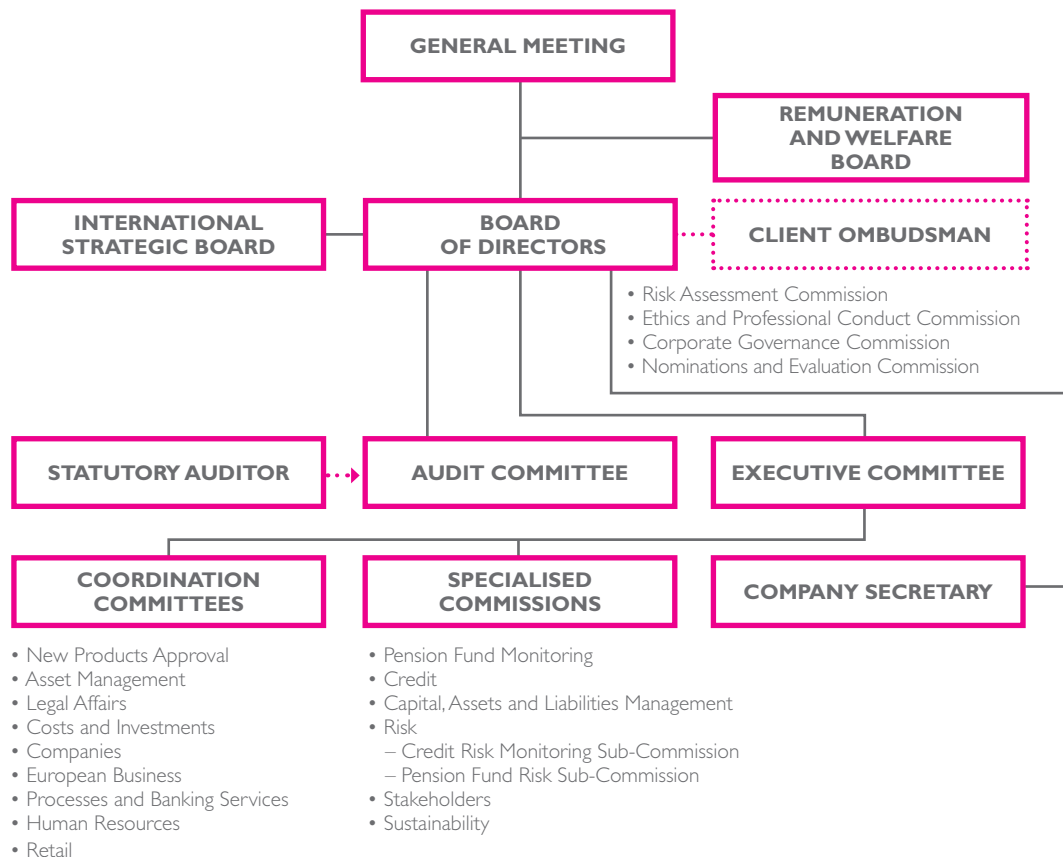 GENERAL MEETING
REMUNERATION
AND WELFARE
BOARD
INTERNATIONAL
STRATEGIC BOARD
BOARD
OF DIRECTORS
CLIENT OMBUDSMAN
• Risk Assessment Commission
• Ethics and Professional Conduct Commission
• Corporate Governance Commission
• Nominations and Evaluation Commission
STATUTORY AUDITOR
AUDIT COMMITTEE
EXECUTIVE COMMITTEE
COORDINATION
COMMITTEES
SPECIALISED
COMMISSIONS
COMPANY SECRETARY
• New Products Approval
• Asset Management
• Legal Affairs
• Costs and Investments
• Companies
• European Business
• Processes and Banking Services
• Human Resources
• Retail
• Pension Fund Monitoring
• Credit
• Capital, Assets and Liabilities Management
• Risk
– Credit Risk Monitoring Sub-Commission
– Pension Fund Risk Sub-Commission
• Stakeholders
• Sustainability